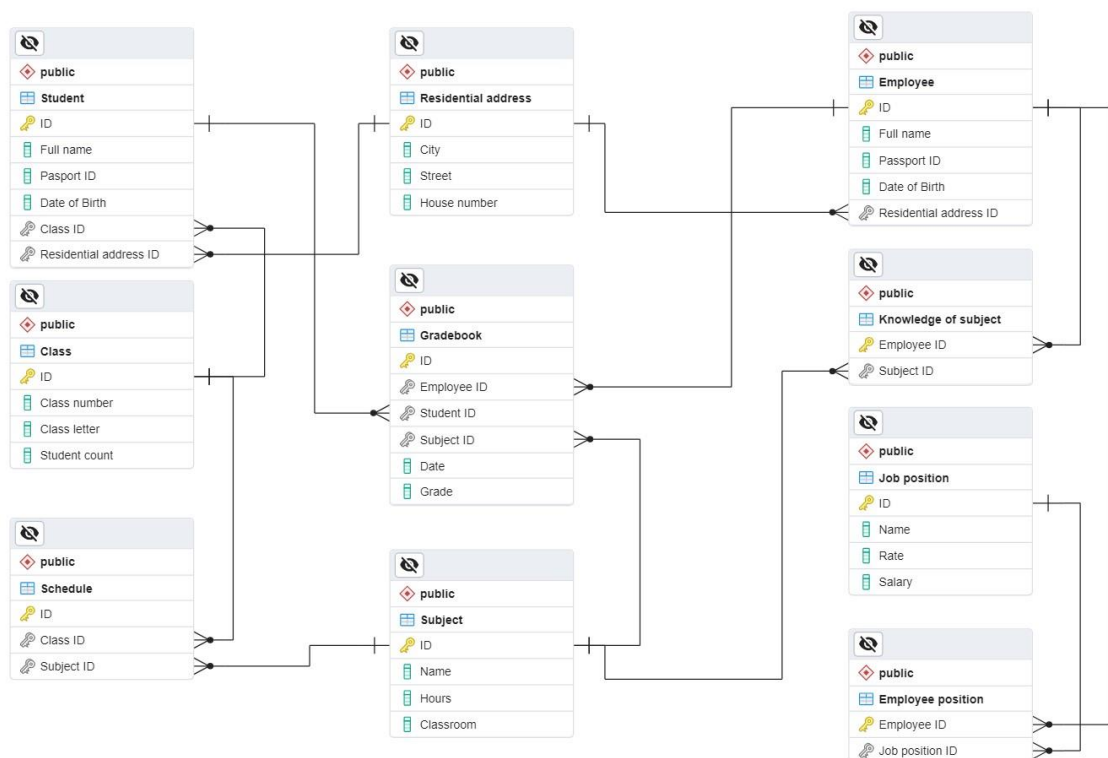 public
Student
ID
Full name
Pasport ID
Date of Birth
Class ID
Residential address ID
public
Class
ID
Class number
Class letter
Student count
public
Schedule
ID
Class ID
Subject ID
public
Residential address
ID
City
Street
House number
public
Gradebook
ID
Employee ID
Student ID
Subject ID
Date
Grade
public
Subject
ID
Name
Hours
Classroom
public
Employee
ID
Full name
Passport ID
Date of Birth
Residential address ID
public
Knowledge of subject
Employee ID
Subject ID
public
Job position
ID
Name
Rate
Salary
public
Employee position
Employee ID
Job position ID